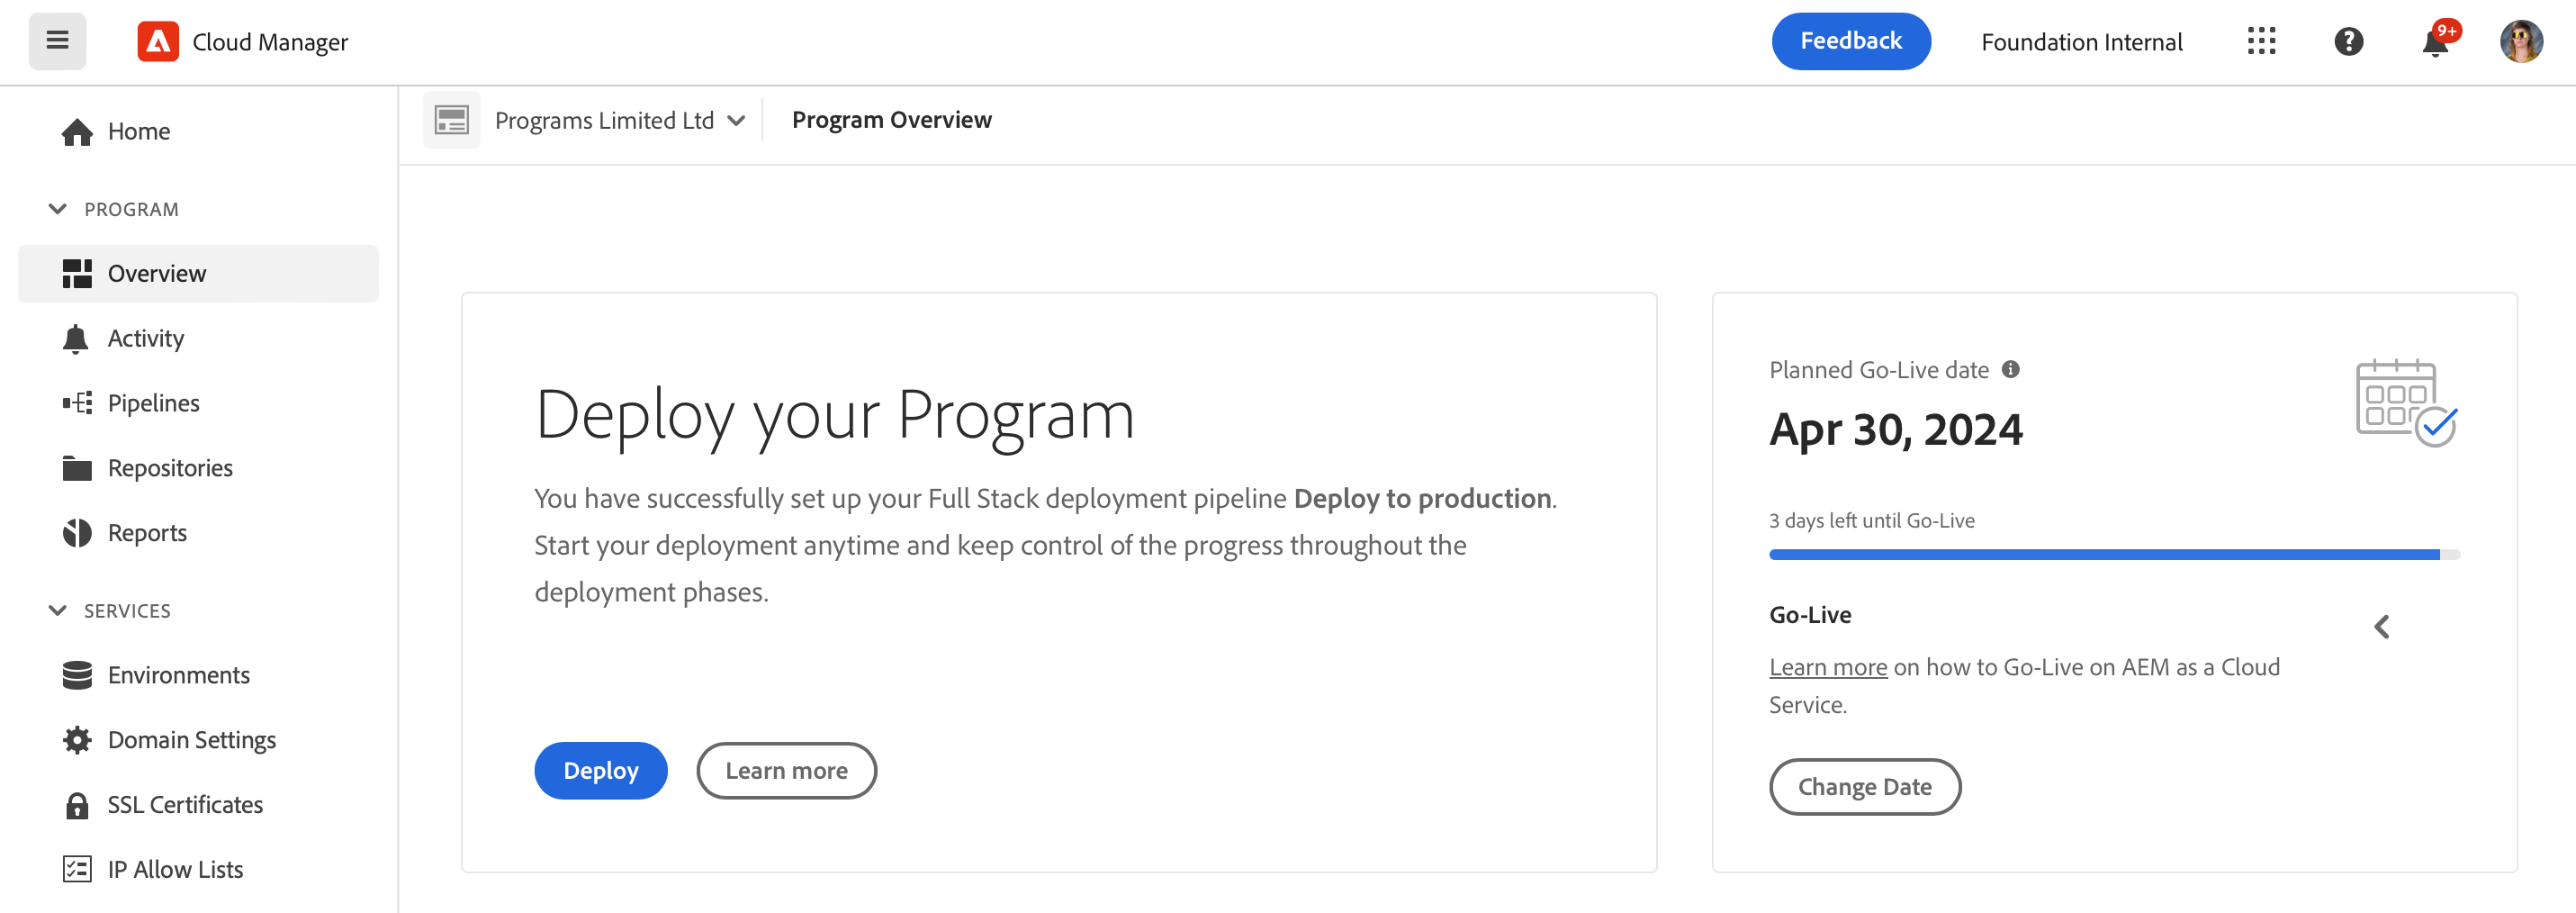 Cloud Manager
Feedback
Foundation Internal
9+
Home
PROGRAM
Overview
Activity
Pipelines
Repositories
Reports
SERVICES
Environments
Domain Settings
SSL Certificates
IP Allow Lists
Programs Limited Ltd
Program Overview
Deploy your Program
You have successfully set up your Full Stack deployment pipeline Deploy to production.
Start your deployment anytime and keep control of the progress throughout the
deployment phases.
Deploy
Learn more
Planned Go-Live date
Apr 30, 2024
3 days left until Go-Live
Go-Live
Learn more on how to Go-Live on AEM as a Cloud
Service.
Change Date